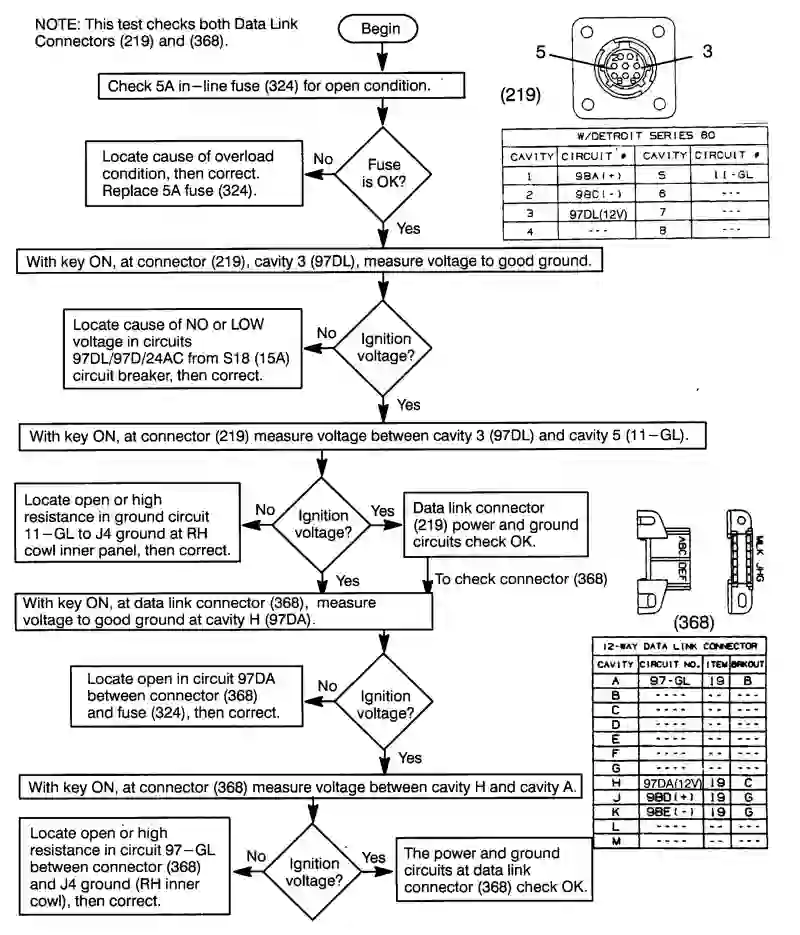 NOTE: This test checks both Data Link
Connectors (219) and (368).
Begin
5
3
(219)
Check 5A in—line fuse (324) for open condition.
W/DETROIT SERIES 60
CAVITY CIRCUIT # CAVITY CIRCUIT #
1 98A(+) 5 11-GL
2 98C(-) 6 ---
3 97DL(12V) 7 ---
4 --- 8 ---
Locate cause of overload
condition, then correct.
Replace 5A fuse (324).
No
Fuse
is OK?
Yes
With key ON, at connector (219), cavity 3 (97DL), measure voltage to good ground.
Locate cause of NO or LOW
voltage in circuits
97DL/97D/24AC from S18 (15A)
circuit breaker, then correct.
No
Ignition
voltage?
Yes
With key ON, at connector (219) measure voltage between cavity 3 (97DL) and cavity 5 (11—GL).
Locate open or high
resistance in ground circuit
11—GL to J4 ground at RH
cowl inner panel, then correct.
No
Ignition
voltage?
Yes
Data link connector
(219) power and ground
circuits check OK.
Yes
To check connector (368)
ABC DEF
MLK JHG
(368)
With key ON, at data link connector (368), measure
voltage to good ground at cavity H (97DA).
12-WAY DATA LINK CONNECTOR
CAVITY CIRCUIT NO. ITEM BRKOUT
A 97-GL 19 B
B ---- -- --
C ---- -- --
D ---- -- --
E ---- -- --
F ---- -- --
G ---- -- --
H 97DA(12V) 19 C
J 98D(+) 19 G
K 98E(-) 19 G
L ---- -- --
M ---- -- --
Locate open in circuit 97DA
between connector (368)
and fuse (324), then correct.
No
Ignition
voltage?
Yes
With key ON, at connector (368) measure voltage between cavity H and cavity A.
Locate open or high
resistance in circuit 97—GL
between connector (368)
and J4 ground (RH inner
cowl), then correct.
No
Ignition
voltage?
Yes
The power and ground
circuits at data link
connector (368) check OK.